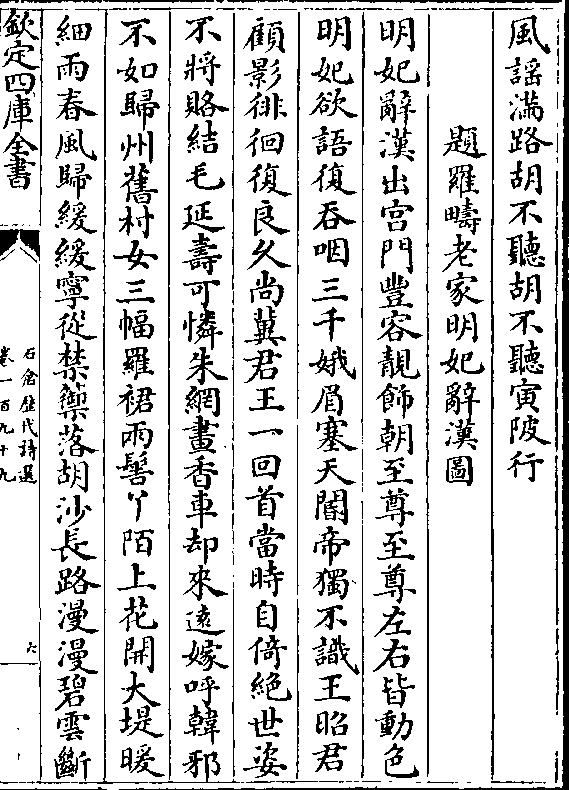 風謡滿路胡不聽胡不聽寅陂行
題羅疇老家明妃辭漢圖
明妃辭漢出宫門豐容靚飾朝至尊至尊左右皆動色
明妃欲語復吞咽三千娥眉塞天閽帝獨不識王昭君
顧影徘徊復良久尚冀君王一回首當時自倚絶世姿
不將賂結毛延壽可憐朱網畫香車却來逺嫁呼韓邪
不如歸州舊村女三幅羅裙兩髻丫陌上花開大堤暖
細雨春風歸緩緩寧從禁籞落胡沙長路漫漫碧雲斷
欽定四庫全書
石倉歷代詩選
卷一百九十九
六